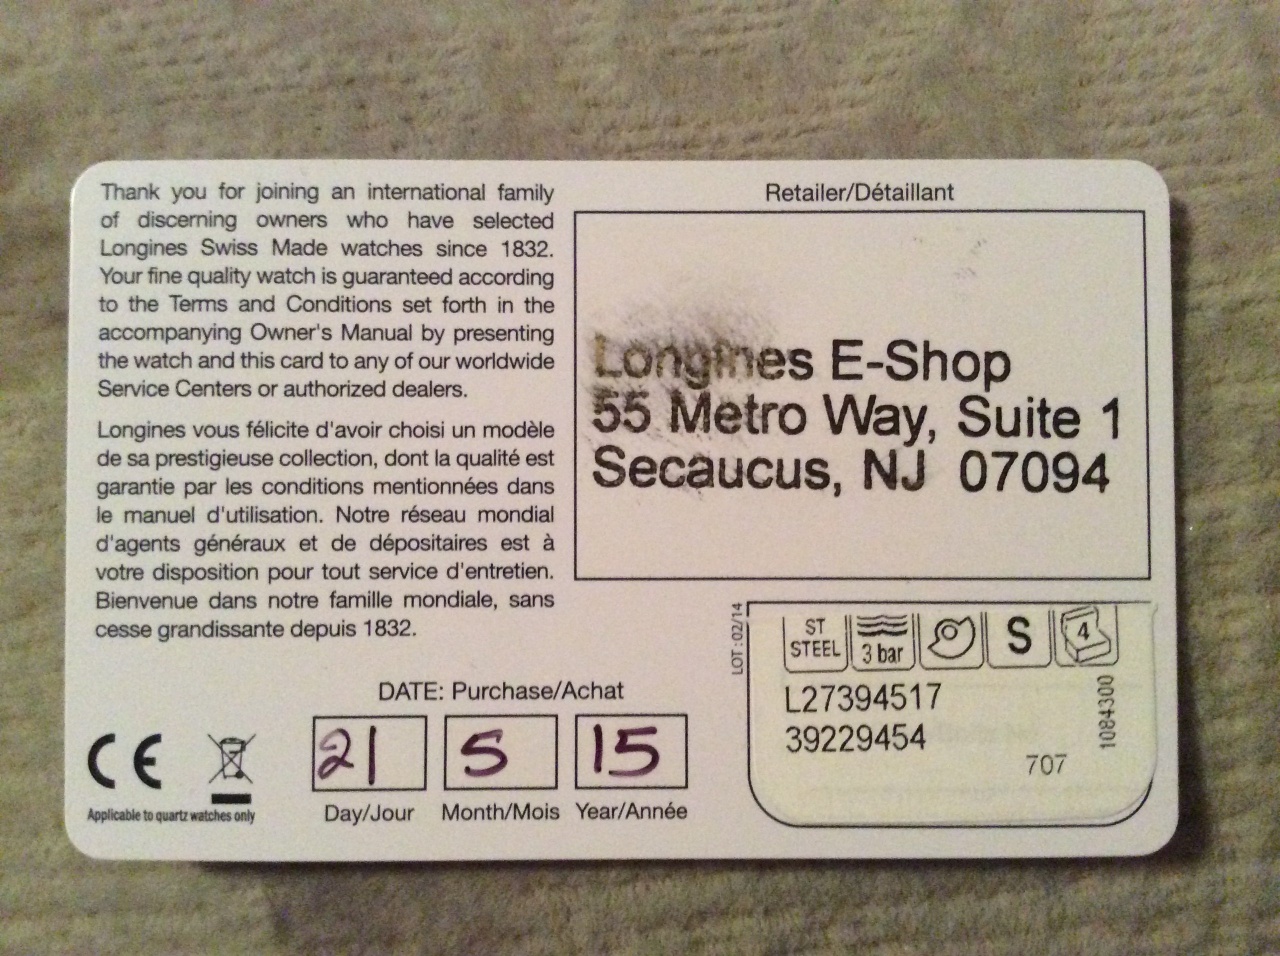 Thank you for joining an international family
of discerning owners who have selected
Longines Swiss Made watches since 1832.
Your fine quality watch is guaranteed according
to the Terms and Conditions set forth in the
accompanying Owner's Manual by presenting
the watch and this card to any of our worldwide
Service Centers or authorized dealers.
Longines vous félicite d'avoir choisi un modèle
de sa prestigieuse collection, dont la qualité est
garantie par les conditions mentionnées dans
le manuel d'utilisation. Notre réseau mondial
d'agents généraux et de dépositaires est à
votre disposition pour tout service d'entretien.
Bienvenue dans notre famille mondiale, sans
cesse grandissante depuis 1832.
Retailer/Détaillant
Longines E-Shop
55 Metro Way, Suite 1
Secaucus, NJ 07094
DATE: Purchase/Achat
21 5 15
Day/Jour Month/Mois Year/Année
CE
Applicable to quartz watches only
LOT : 02/14
ST
STEEL
3 bar
S
4
L27394517
39229454
707
1084300